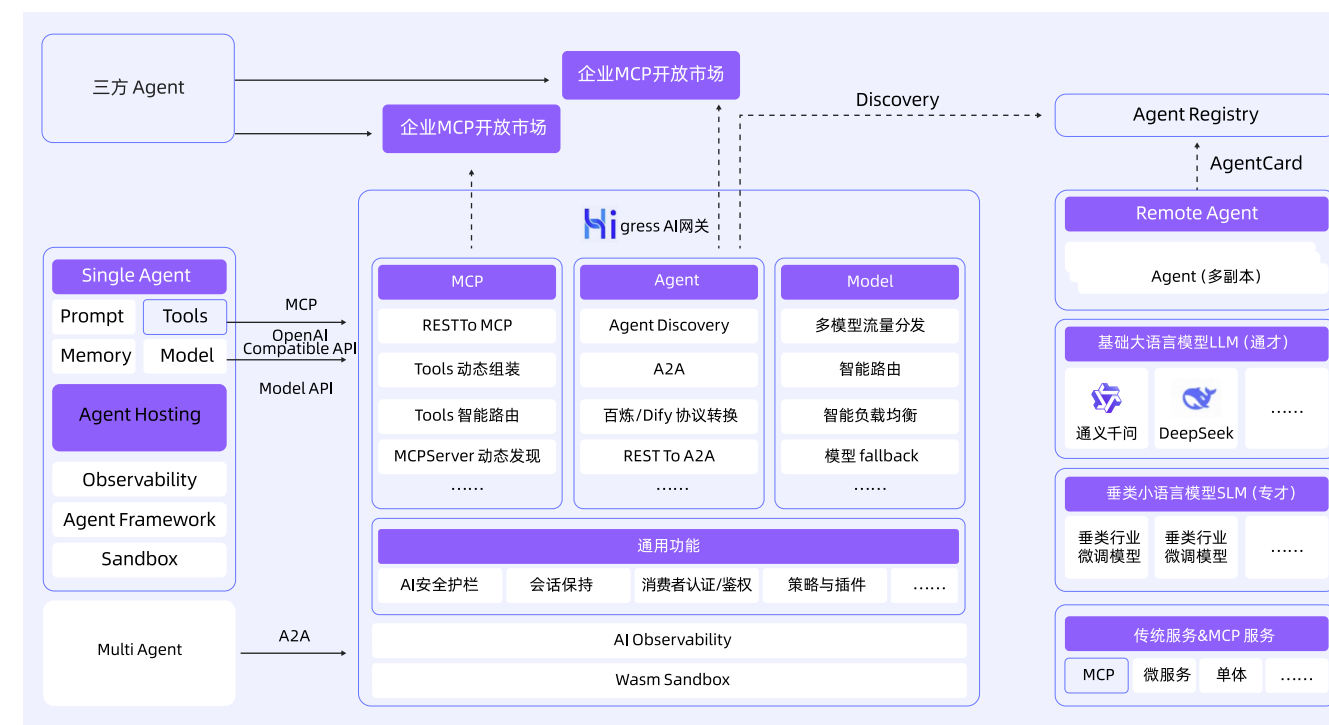 三方 Agent
企业MCP开放市场
企业MCP开放市场
Discovery
Agent Registry
AgentCard
Single Agent
Prompt
Tools
Memory
Model
Agent Hosting
Observability
Agent Framework
Sandbox
Multi Agent
MCP
OpenAI
Compatible API
Model API
A2A
Higress AI网关
MCP
RESTTo MCP
Tools 动态组装
Tools 智能路由
MCPServer 动态发现
……
Agent
Agent Discovery
A2A
百炼/Dify 协议转换
REST To A2A
……
Model
多模型流量分发
智能路由
智能负载均衡
模型 fallback
……
通用功能
AI安全护栏
会话保持
消费者认证/鉴权
策略与插件
……
AI Observability
Wasm Sandbox
Remote Agent
Agent (多副本)
基础大语言模型LLM (通才)
通义千问
DeepSeek
……
垂类小语言模型SLM (专才)
垂类行业
微调模型
垂类行业
微调模型
……
传统服务&MCP 服务
MCP
微服务
单体
……